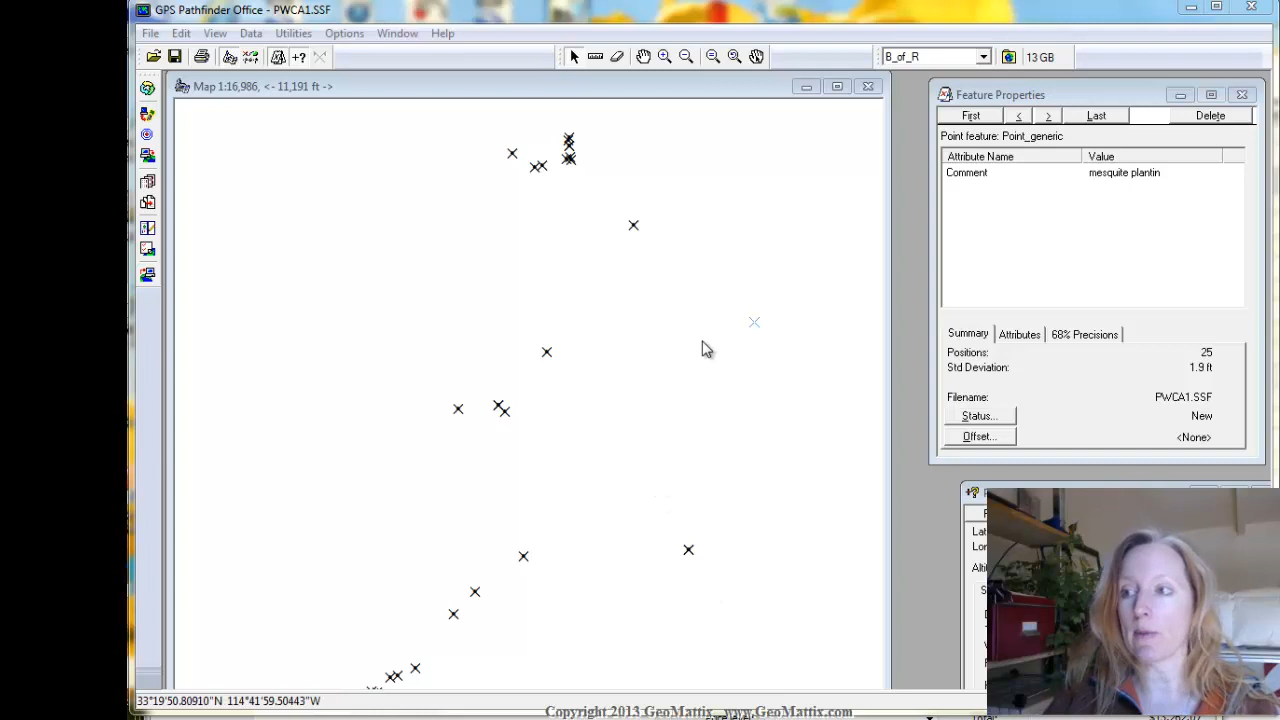 GPS Pathfinder Office - PWCA1.SSF
File Edit View Data Utilities Options Window Help
B_of_R 13 GB
Map 1:16,986, <- 11,191 ft ->
Feature Properties
First < > Last Delete
Point feature: Point_generic
Attribute Name Value
Comment mesquite plantin
Summary Attributes 68% Precisions
Positions: 25
Std Deviation: 1.9 ft
Filename: PWCA1.SSF
Status... New
Offset... <None>
33°19'50.80910"N 114°41'59.50443"W
Copyright 2013 GeoMattix www.GeoMattix.com